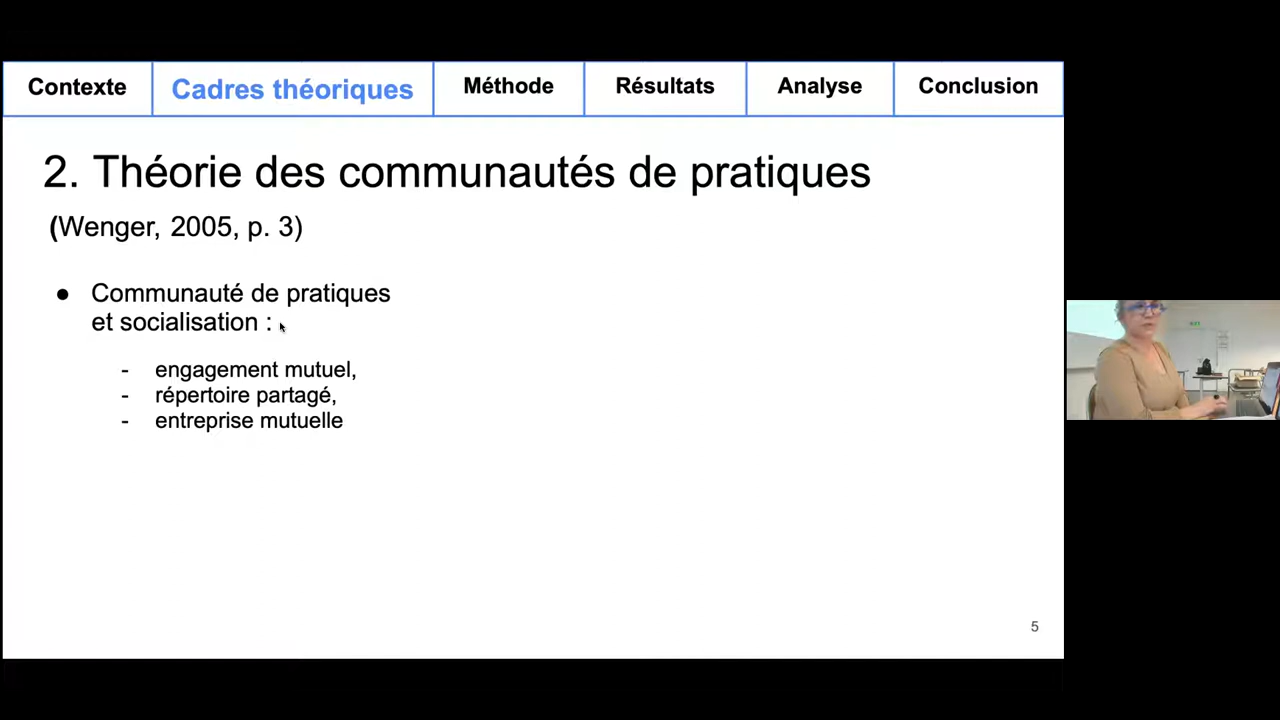 Contexte
Cadres théoriques
Méthode
Résultats
Analyse
Conclusion
2. Théorie des communautés de pratiques
(Wenger, 2005, p. 3)
● Communauté de pratiques
et socialisation :
- engagement mutuel,
- répertoire partagé,
- entreprise mutuelle
5